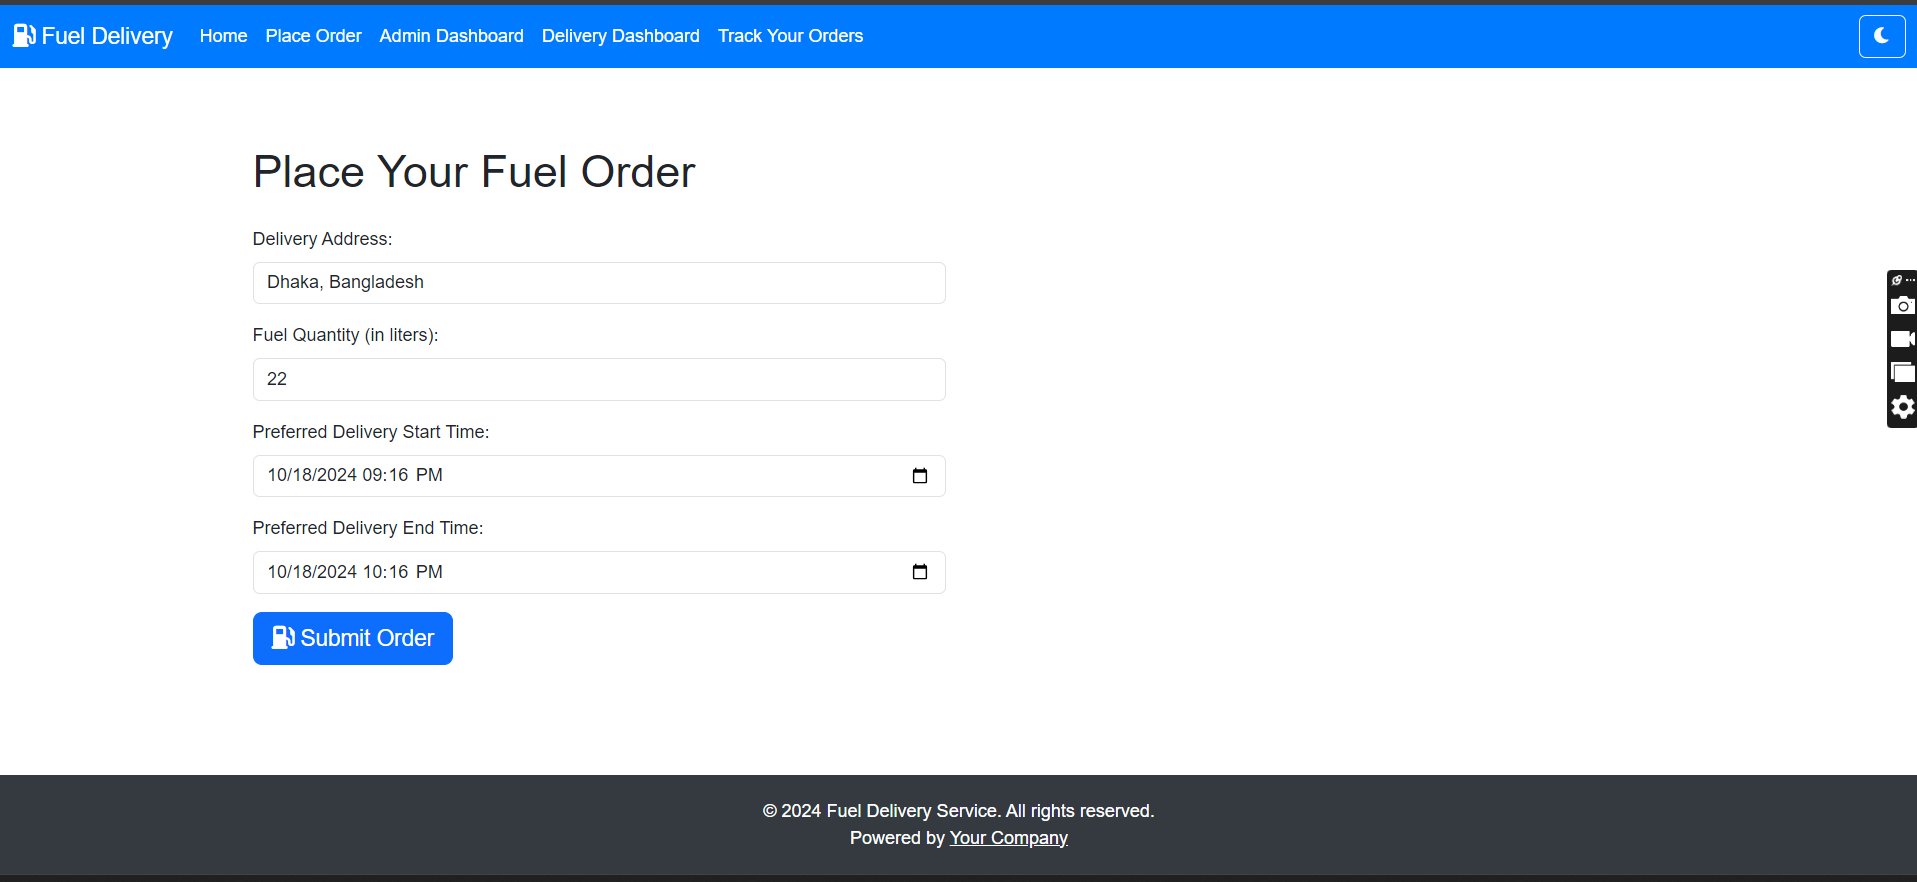 Fuel Delivery Home Place Order Admin Dashboard Delivery Dashboard Track Your Orders
Place Your Fuel Order
Delivery Address:
Dhaka, Bangladesh
Fuel Quantity (in liters):
22
Preferred Delivery Start Time:
10/18/2024 09:16 PM
Preferred Delivery End Time:
10/18/2024 10:16 PM
Submit Order
© 2024 Fuel Delivery Service. All rights reserved.
Powered by Your Company